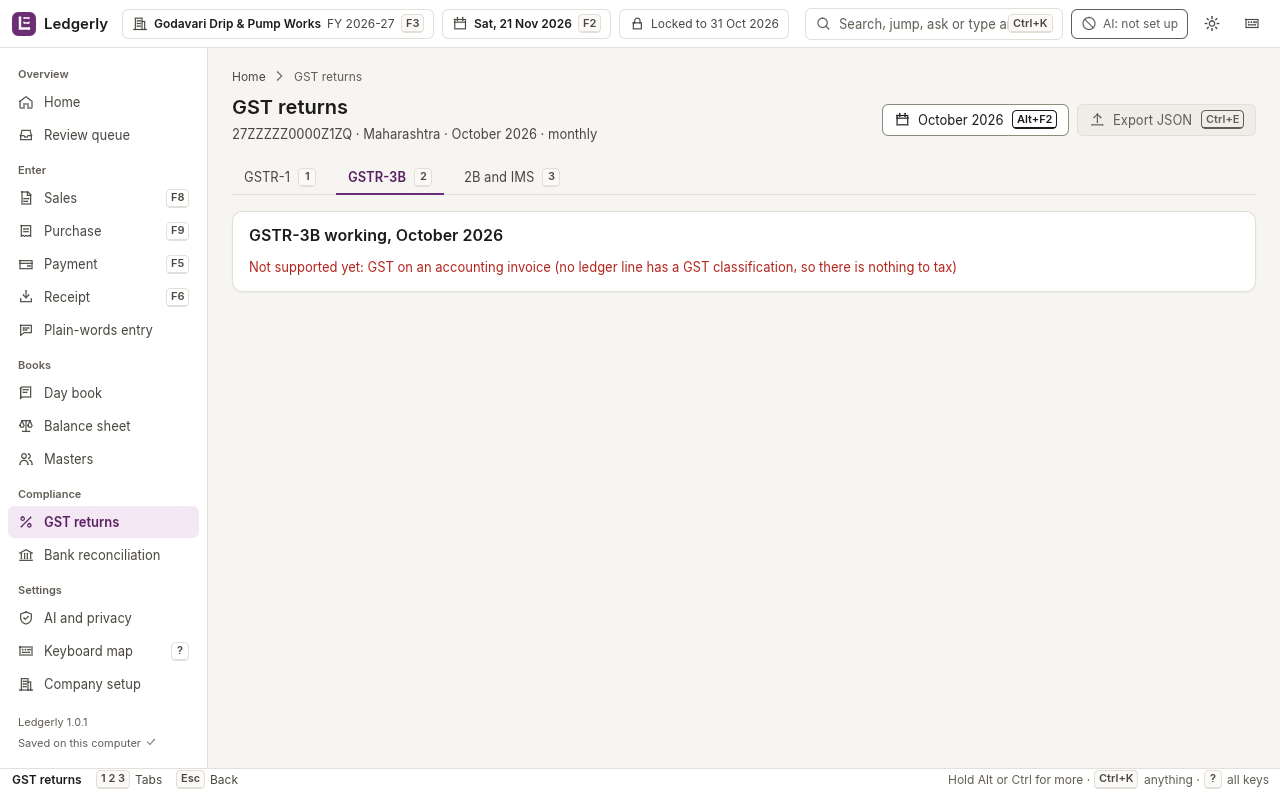 Ledgerly
Godavari Drip & Pump Works FY 2026-27 F3
Sat, 21 Nov 2026 F2
Locked to 31 Oct 2026
Search, jump, ask or type a Ctrl+K
AI: not set up
Overview
Home
Review queue
Enter
Sales F8
Purchase F9
Payment F5
Receipt F6
Plain-words entry
Books
Day book
Balance sheet
Masters
Compliance
GST returns
Bank reconciliation
Settings
AI and privacy
Keyboard map ?
Company setup
Ledgerly 1.0.1
Saved on this computer
Home GST returns
GST returns
27ZZZZZ0000Z1ZQ · Maharashtra · October 2026 · monthly
October 2026 Alt+F2
Export JSON Ctrl+E
GSTR-1 1 GSTR-3B 2 2B and IMS 3
GSTR-3B working, October 2026
Not supported yet: GST on an accounting invoice (no ledger line has a GST classification, so there is nothing to tax)
GST returns 1 2 3 Tabs Esc Back
Hold Alt or Ctrl for more · Ctrl+K anything · ? all keys